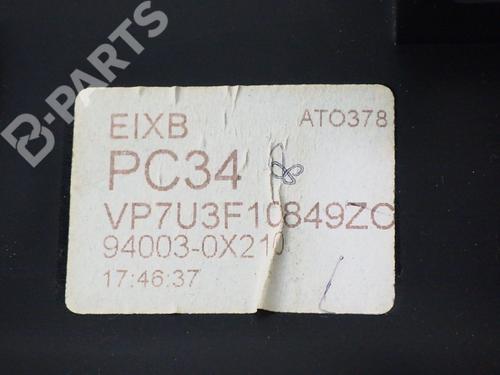 B-PARTS
EIXB ATO378
PC34
VP7U3F10849ZC
94003-0X210
17:46:37